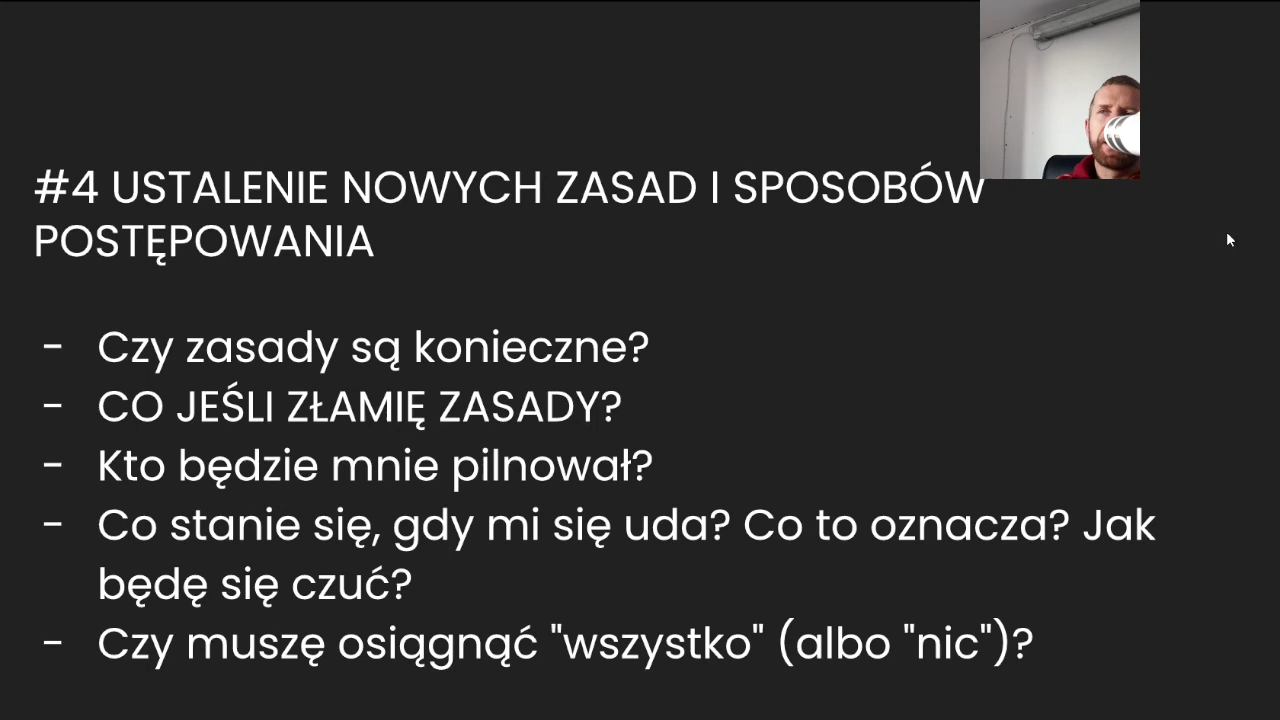 #4 USTALENIE NOWYCH ZASAD I SPOSOBÓW
POSTĘPOWANIA
- Czy zasady są konieczne?
- CO JEŚLI ZŁAMIĘ ZASADY?
- Kto będzie mnie pilnował?
- Co stanie się, gdy mi się uda? Co to oznacza? Jak
będę się czuć?
- Czy muszę osiągnąć "wszystko" (albo "nic")?